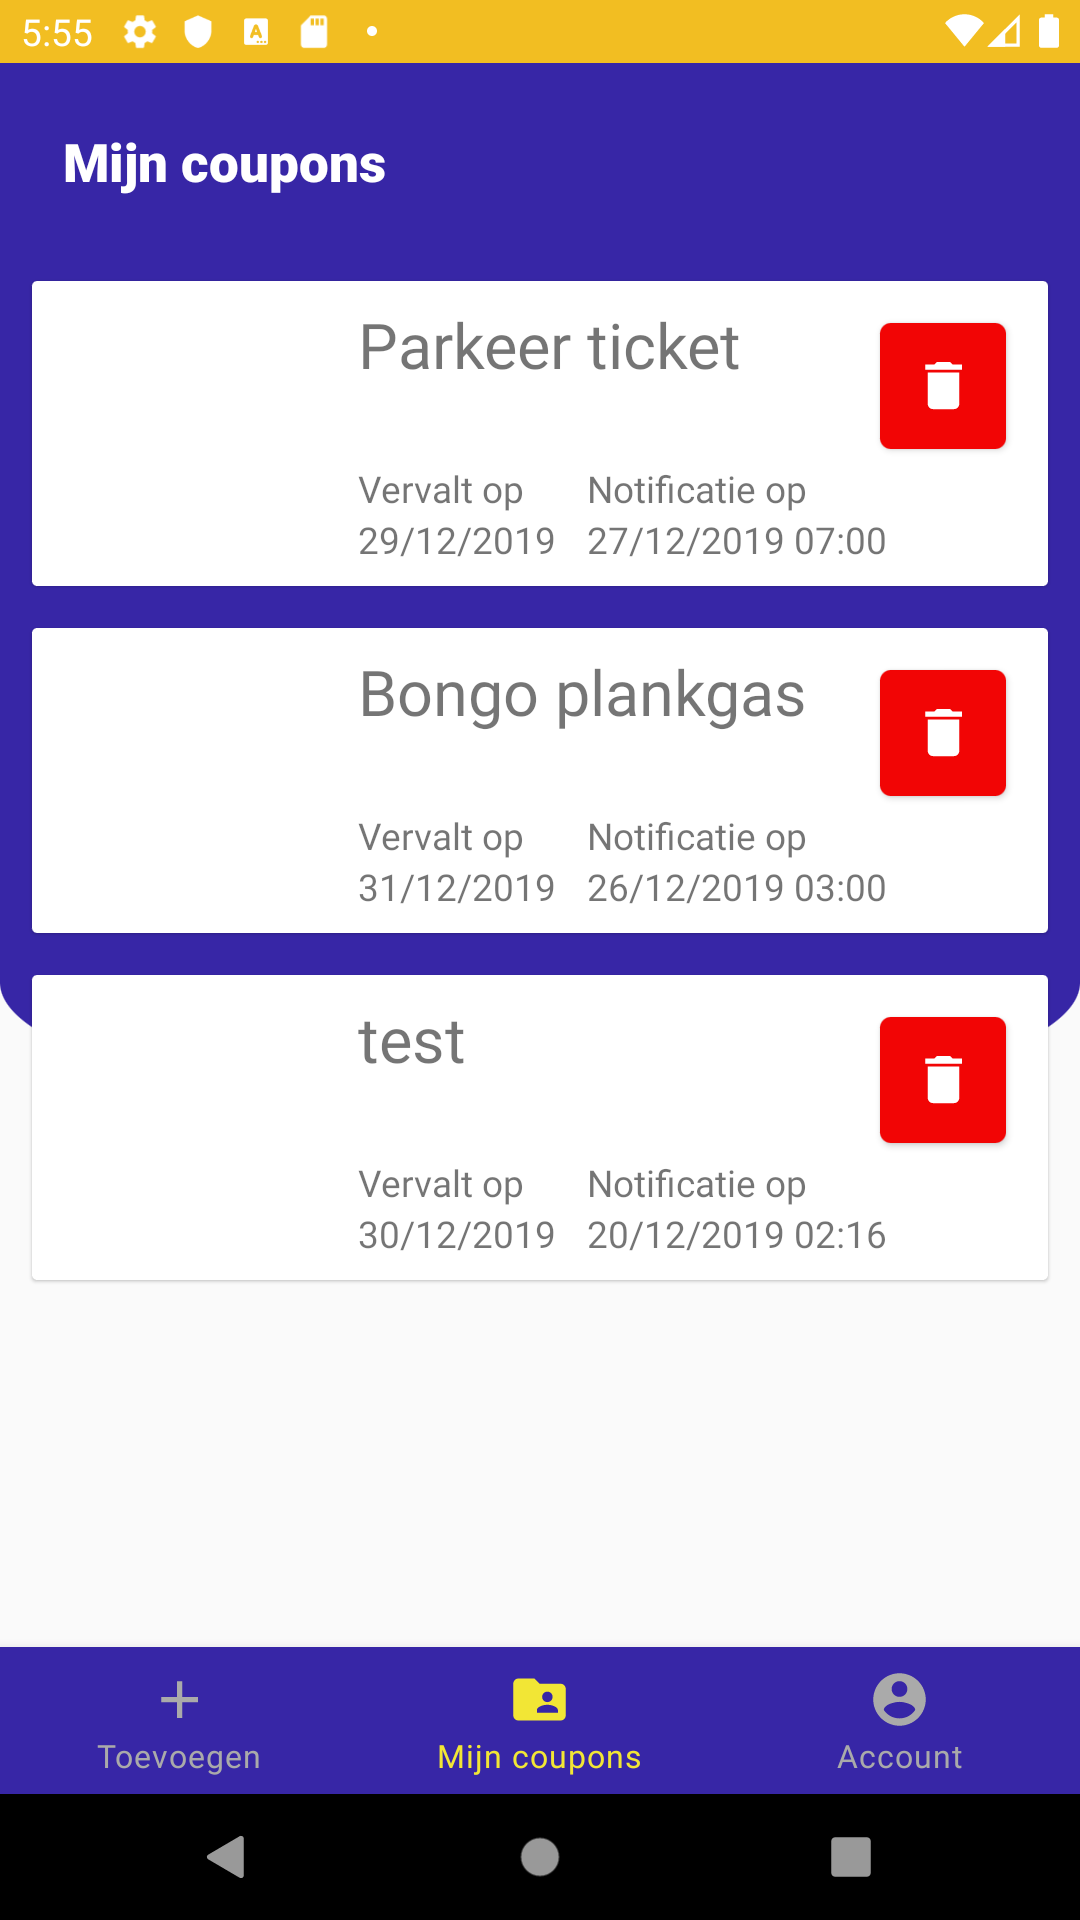 5:55
Mijn coupons
Parkeer ticket
Vervalt op Notificatie op
29/12/2019 27/12/2019 07:00
Bongo plankgas
Vervalt op Notificatie op
31/12/2019 26/12/2019 03:00
test
Vervalt op Notificatie op
30/12/2019 20/12/2019 02:16
Toevoegen Mijn coupons Account